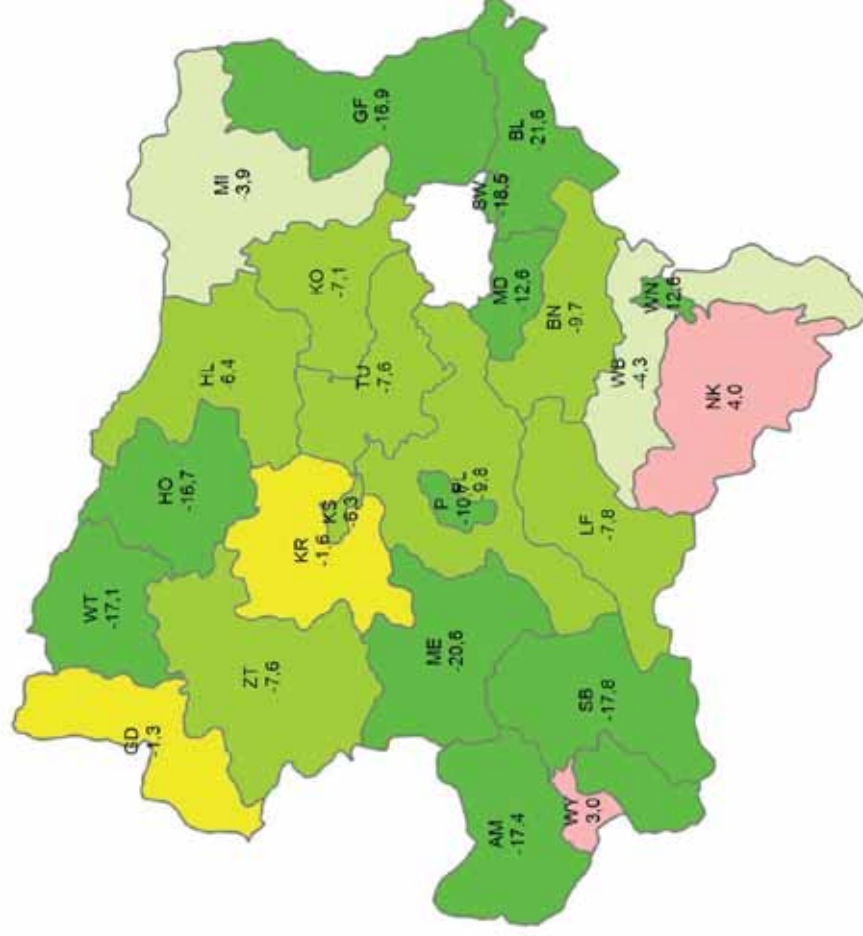 WT
-17,1
GD
-1,3
HO
-16,7
HL
6,4
MI
-3,9
ZT
-7,6
KR
-1,6
KŚ
-6,3
KO
-7,1
GF
-16,9
TU
-7,6
ME
-20,6
P
PL
-9,8
SW
-18,5
AM
-17,4
MD
12,6
BL
-21,6
BN
-9,7
WY
3,0
SB
-17,8
LF
-7,8
WB
-4,3
WN
12,6
NK
4,0